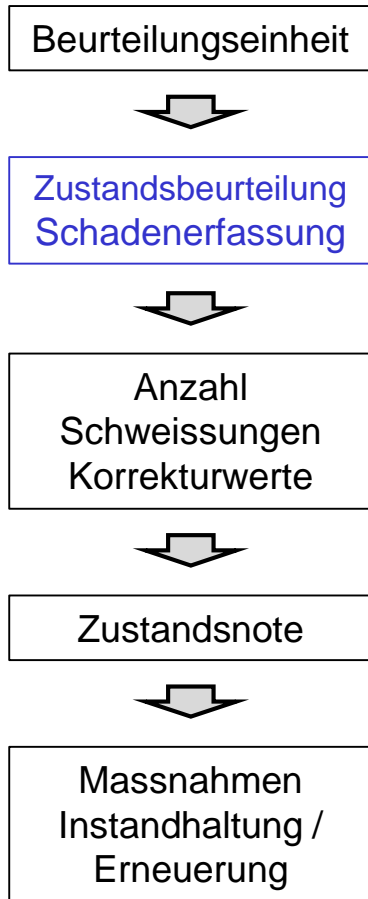 Beurteilungseinheit
Zustandsbeurteilung
Schadenerfassung
Anzahl
Schweissungen
Korrekturwerte
Zustandsnote
Massnahmen
Instandhaltung /
Erneuerung